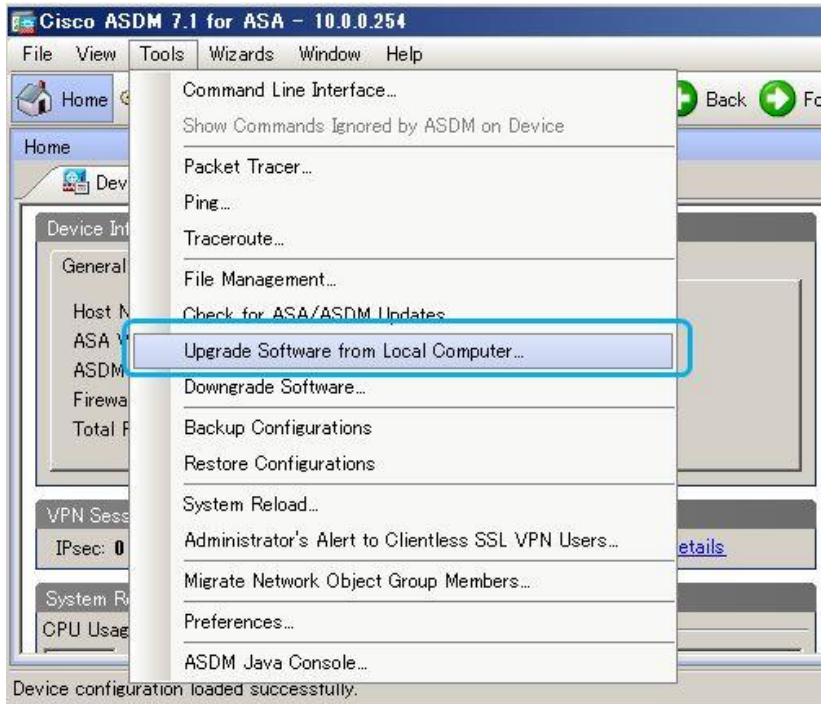 Cisco ASDM 7.1 for ASA - 10.0.0.254
File View Tools Wizards Window Help
Home Back Fo
Command Line Interface...
Show Commands Ignored by ASDM on Device
Home
Dev
Packet Tracer...
Ping...
Traceroute...
Device Int
General
File Management...
Host N
Check for ASA/ASDM Updates
ASA V
Upgrade Software from Local Computer...
ASDM
Downgrade Software...
Firewa
Total F
Backup Configurations
Restore Configurations
System Reload...
VPN Sess
Administrator's Alert to Clientless SSL VPN Users...
IPsec: 0
etails
Migrate Network Object Group Members...
System R
Preferences...
CPU Usag
ASDM Java Console...
Device configuration loaded successfully.